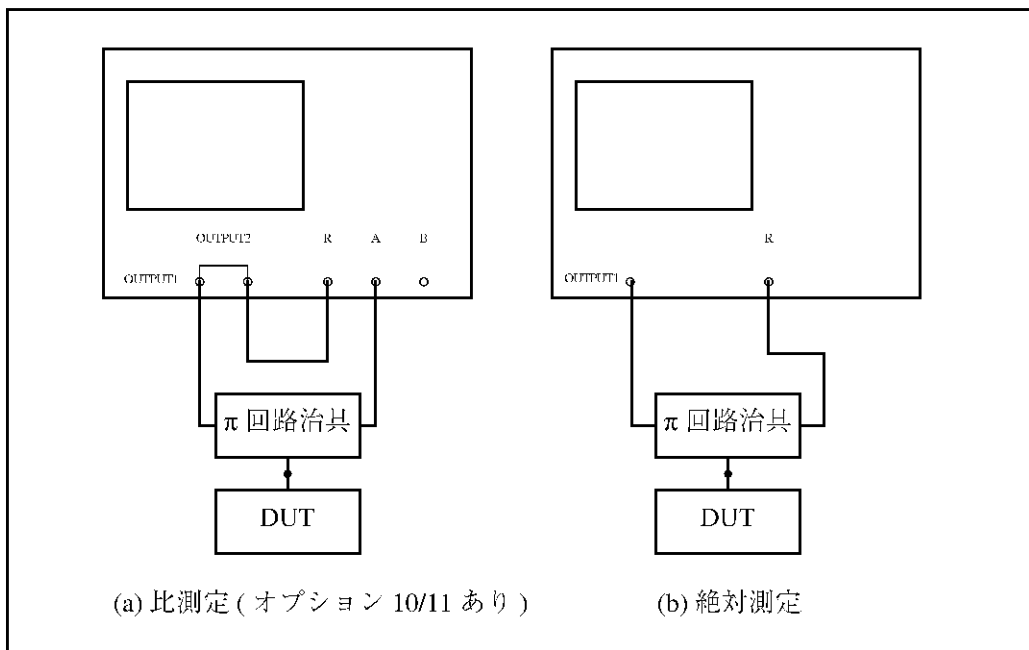 OUTPUT2 R A B
OUTPUT1
π 回路治具
DUT
(a) 比測定 ( オプション 10/11 あり )
R
OUTPUT1
π 回路治具
DUT
(b) 絶対測定